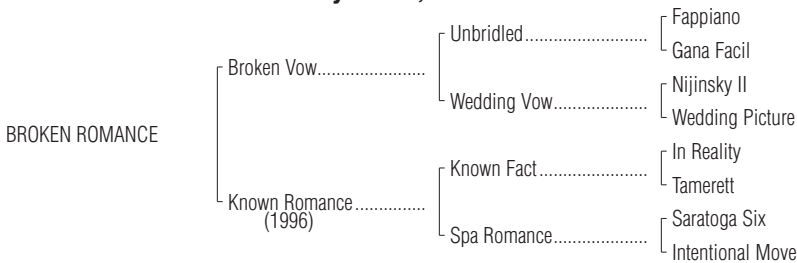 Fappiano
Unbridled........................
Gana Facil
Broken Vow.....................
Nijinsky II
Wedding Vow..................
Wedding Picture
BROKEN ROMANCE
In Reality
Known Fact.....................
Tamerett
Known Romance..............
(1996)
Saratoga Six
Spa Romance..................
Intentional Move